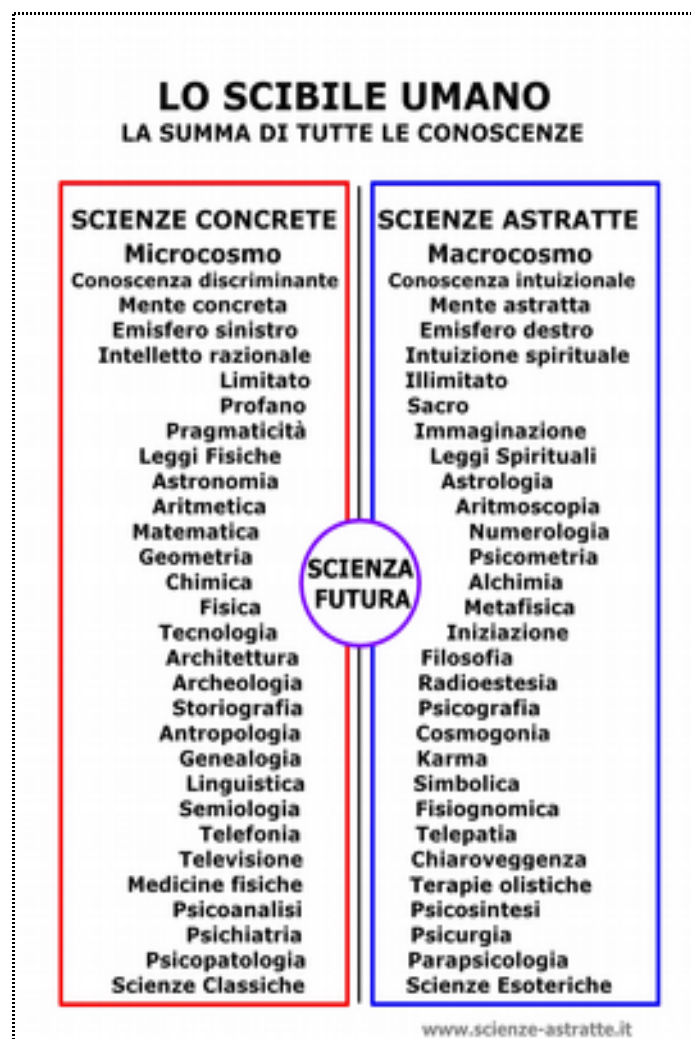 LO SCIBILE UMANO
LA SUMMA DI TUTTE LE CONOSCENZE
SCIENZE CONCRETE
Microcosmo
Conoscenza discriminante
Mente concreta
Emisfero sinistro
Intelletto razionale
Limitato
Profano
Pragmaticità
Leggi Fisiche
Astronomia
Aritmetica
Matematica
Geometria
Chimica
Fisica
Tecnologia
Architettura
Archeologia
Storiografia
Antropologia
Genealogia
Linguistica
Semiologia
Telefonia
Televisione
Medicine fisiche
Psicoanalisi
Psichiatria
Psicopatologia
Scienze Classiche
SCIENZA
FUTURA
SCIENZE ASTRATTE
Macrocosmo
Conoscenza intuizionale
Mente astratta
Emisfero destro
Intuizione spirituale
Illimitato
Sacro
Immaginazione
Leggi Spirituali
Astrologia
Aritmoscopia
Numerologia
Psicometria
Alchimia
Metafisica
Iniziazione
Filosofia
Radioestesia
Psicografia
Cosmogonia
Karma
Simbolica
Fisiognomica
Telepatia
Chiaroveggenza
Terapie olistiche
Psicosintesi
Psicurgia
Parapsicologia
Scienze Esoteriche
www.scienze-astratte.it